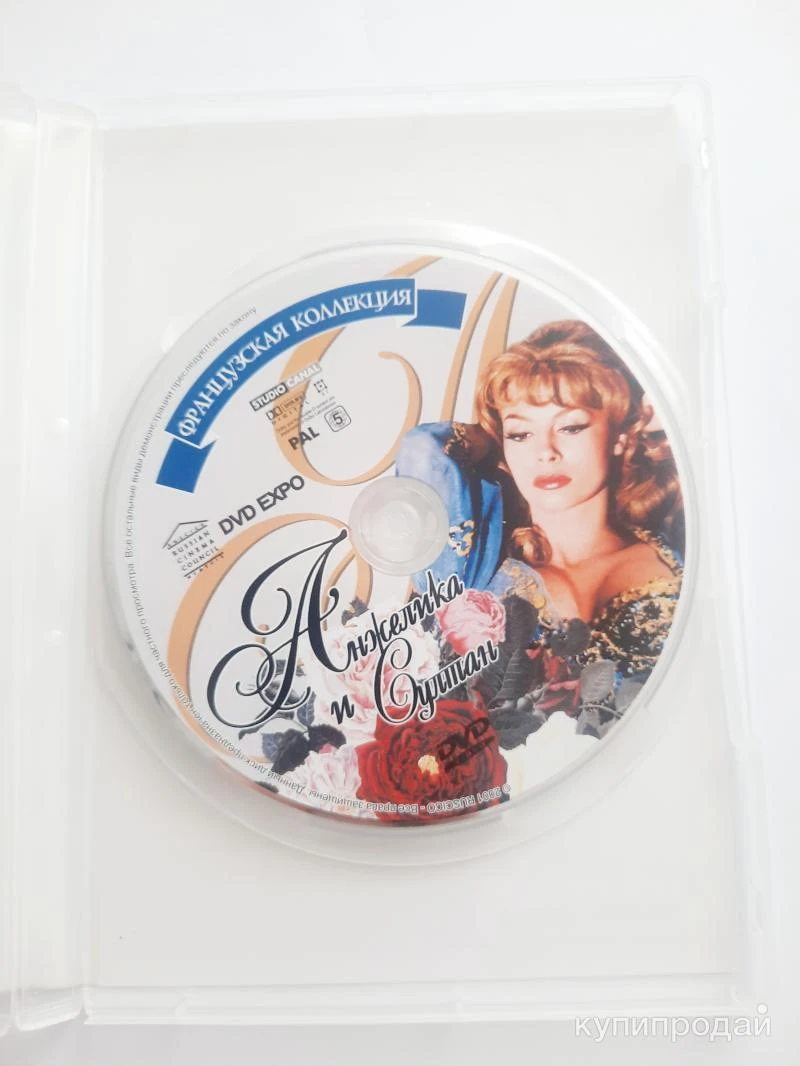 ФРАНЦУЗСКАЯ КОЛЛЕКЦИЯ
STUDIO CANAL
PAL
5
DVD EXPO
RUSSIAN
CINEMA
COUNCIL
Анжелика
и Султан
DVD
© 2001 RUSCICO - Все права защищены. Данный диск предназначен только для частного просмотра. Все остальные виды демонстрации преследуются по закону
купипродай